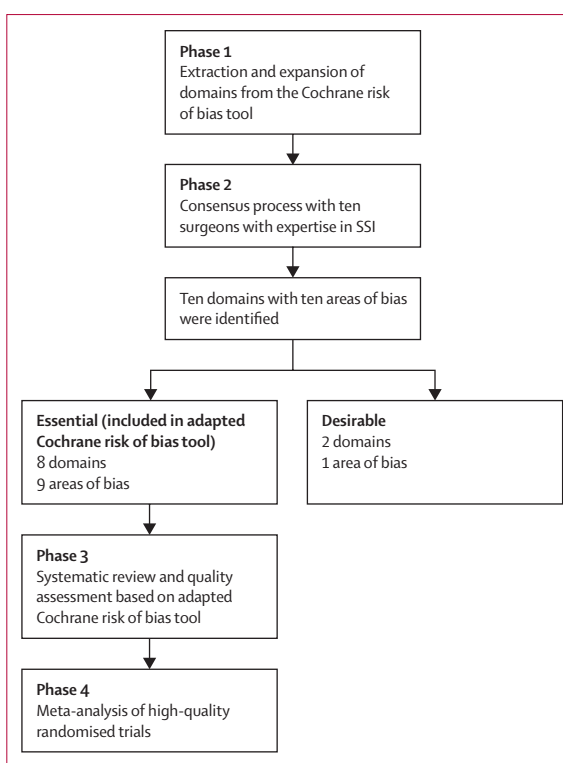 Phase 1
Extraction and expansion of
domains from the Cochrane risk
of bias tool
Phase 2
Consensus process with ten
surgeons with expertise in SSI
Ten domains with ten areas of bias
were identified
Essential (included in adapted
Cochrane risk of bias tool)
8 domains
9 areas of bias
Desirable
2 domains
1 area of bias
Phase 3
Systematic review and quality
assessment based on adapted
Cochrane risk of bias tool
Phase 4
Meta-analysis of high-quality
randomised trials